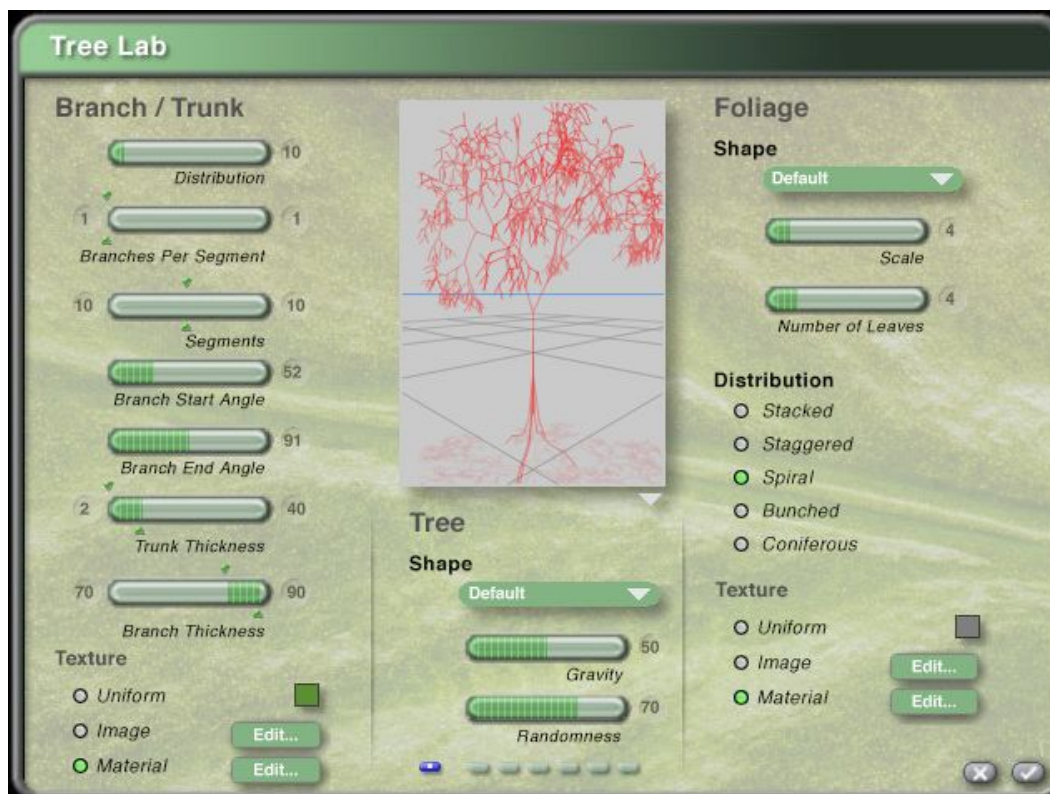 Tree Lab
Branch / Trunk
10
Distribution
1 1
Branches Per Segment
10 10
Segments
52
Branch Start Angle
91
Branch End Angle
2 40
Trunk Thickness
70 90
Branch Thickness
Texture
Uniform
Image Edit...
Material Edit...
Tree
Shape
Default
50
Gravity
70
Randomness
Foliage
Shape
Default
4
Scale
4
Number of Leaves
Distribution
Stacked
Staggered
Spiral
Bunched
Coniferous
Texture
Uniform
Image Edit...
Material Edit...